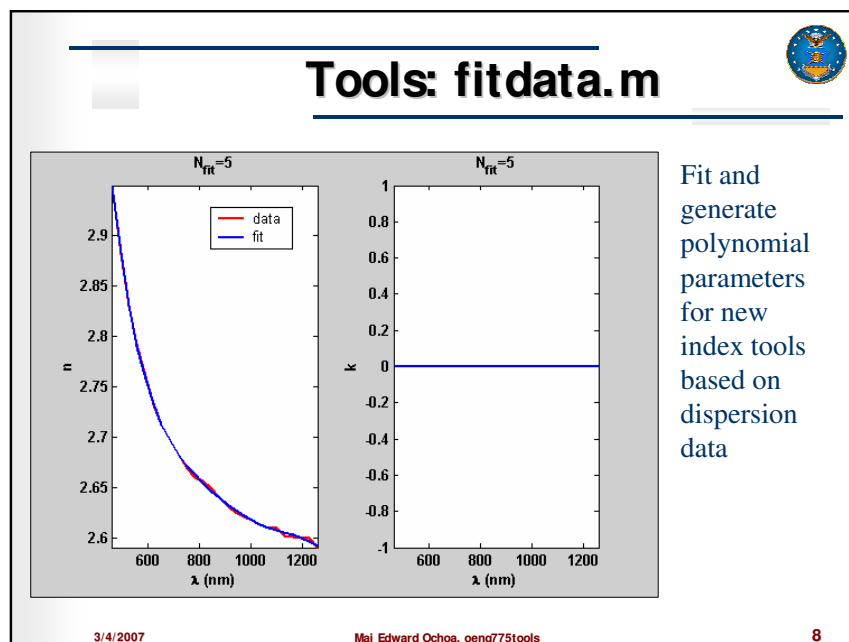 Tools: fitdata.m
N_fit=5
data
fit
2.9
2.85
2.8
2.75
2.7
2.65
2.6
n
600 800 1000 1200
λ (nm)
N_fit=5
1
0.8
0.6
0.4
0.2
0
-0.2
-0.4
-0.6
-0.8
-1
k
600 800 1000 1200
λ (nm)
Fit and
generate
polynomial
parameters
for new
index tools
based on
dispersion
data
3/4/2007
Maj Edward Ochoa, oeng775tools
8